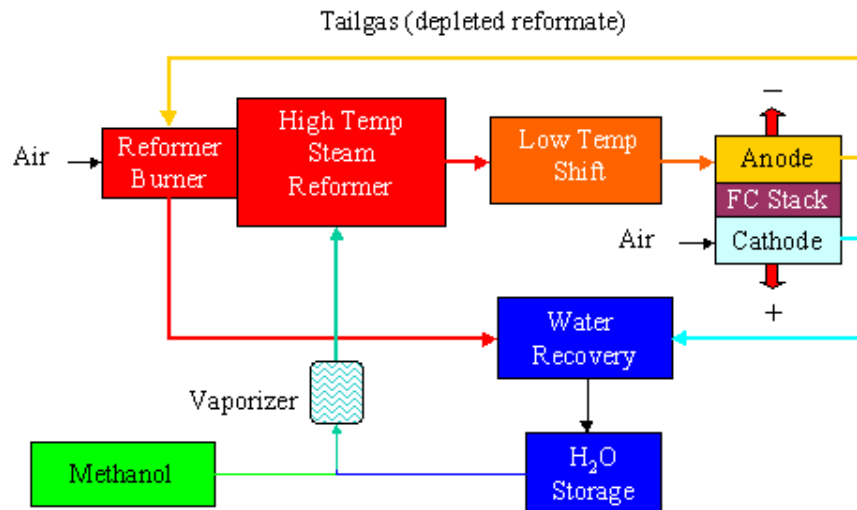 Tailgas (depleted reformate)
−
Air
Reformer
Burner
High Temp
Steam
Reformer
Low Temp
Shift
Anode
FC Stack
Cathode
Air
+
Water
Recovery
Vaporizer
Methanol
H₂O
Storage